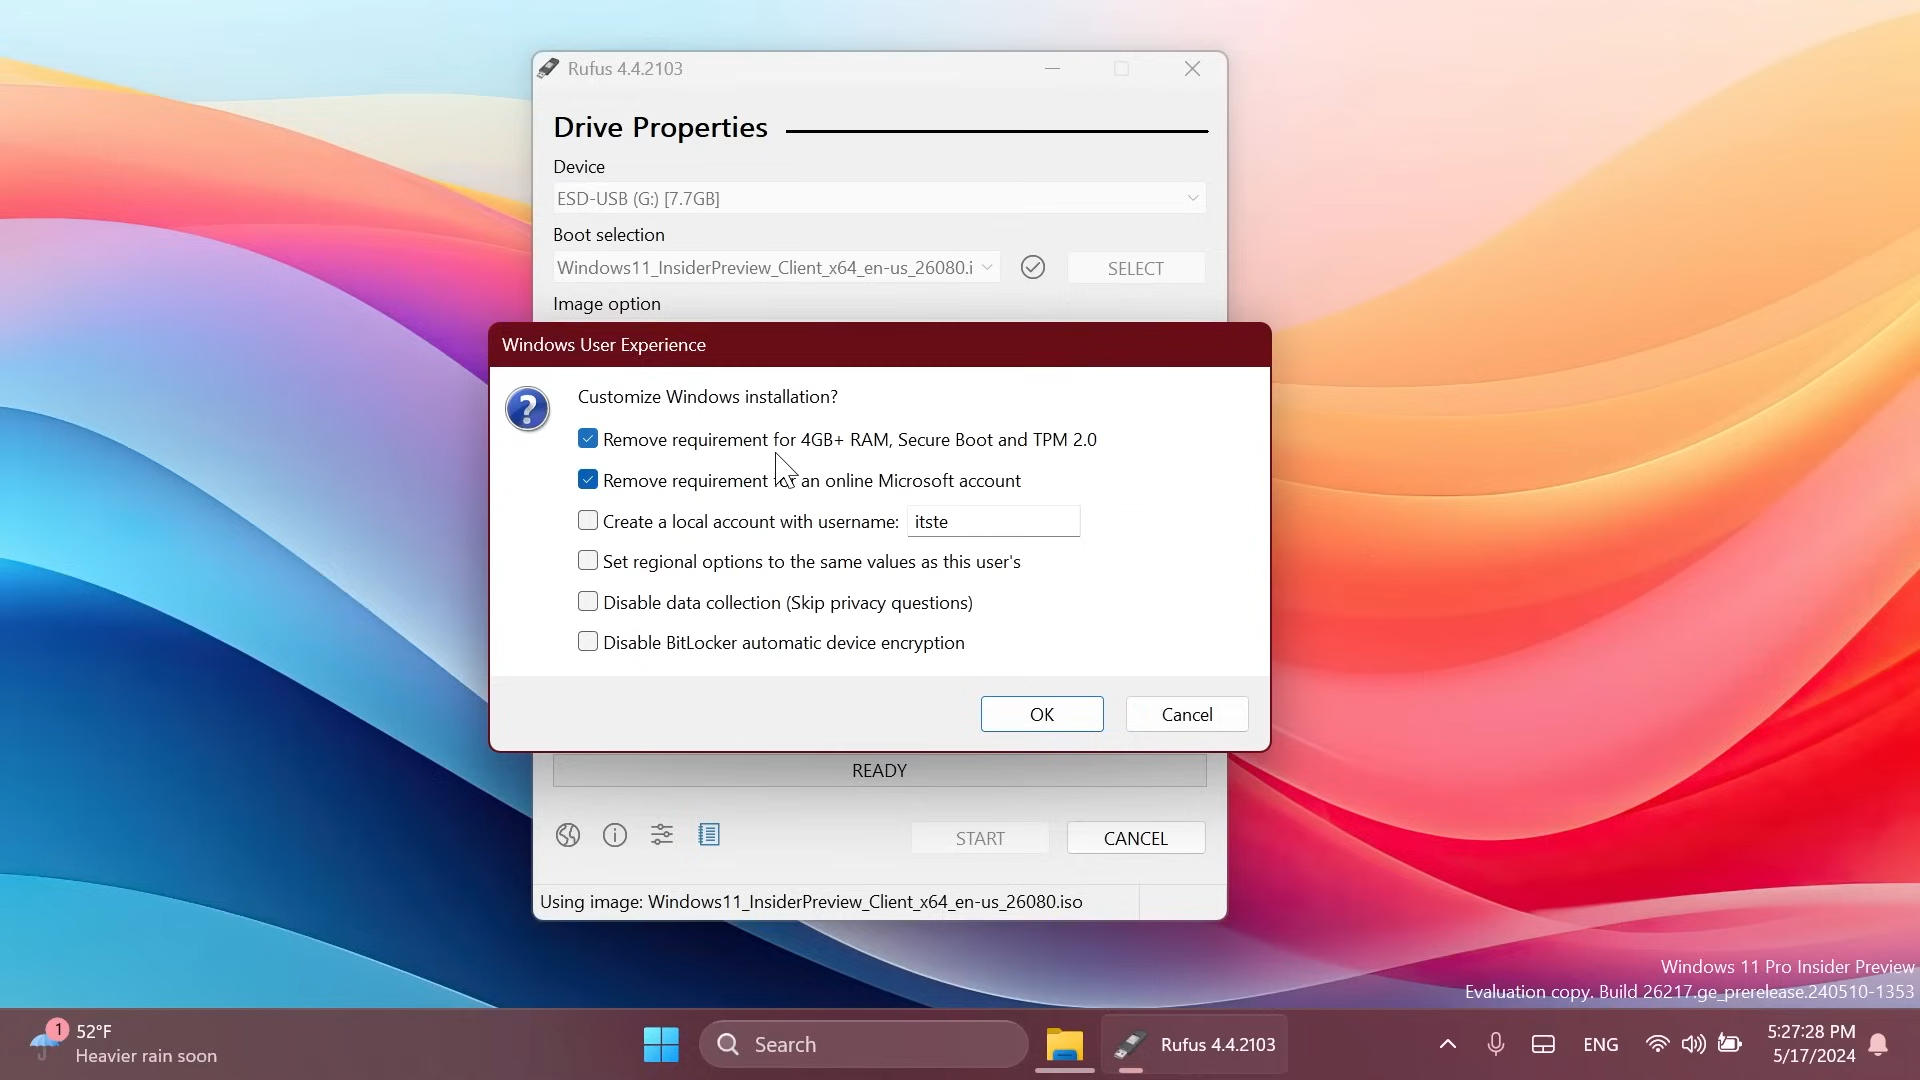 Rufus 4.4.2103
Drive Properties
Device
ESD-USB (G:) [7.7GB]
Boot selection
Windows11_InsiderPreview_Client_x64_en-us_26080.i
SELECT
Image option
Windows User Experience
?
Customize Windows installation?
Remove requirement for 4GB+ RAM, Secure Boot and TPM 2.0
Remove requirement an online Microsoft account
Create a local account with username: itste
Set regional options to the same values as this user's
Disable data collection (Skip privacy questions)
Disable BitLocker automatic device encryption
OK Cancel
READY
START CANCEL
Using image: Windows11_InsiderPreview_Client_x64_en-us_26080.iso
Windows 11 Pro Insider Preview
Evaluation copy. Build 26217.ge_prerelease.240510-1353
1
52°F
Heavier rain soon
Search
Rufus 4.4.2103
ENG
5:27:28 PM
5/17/2024